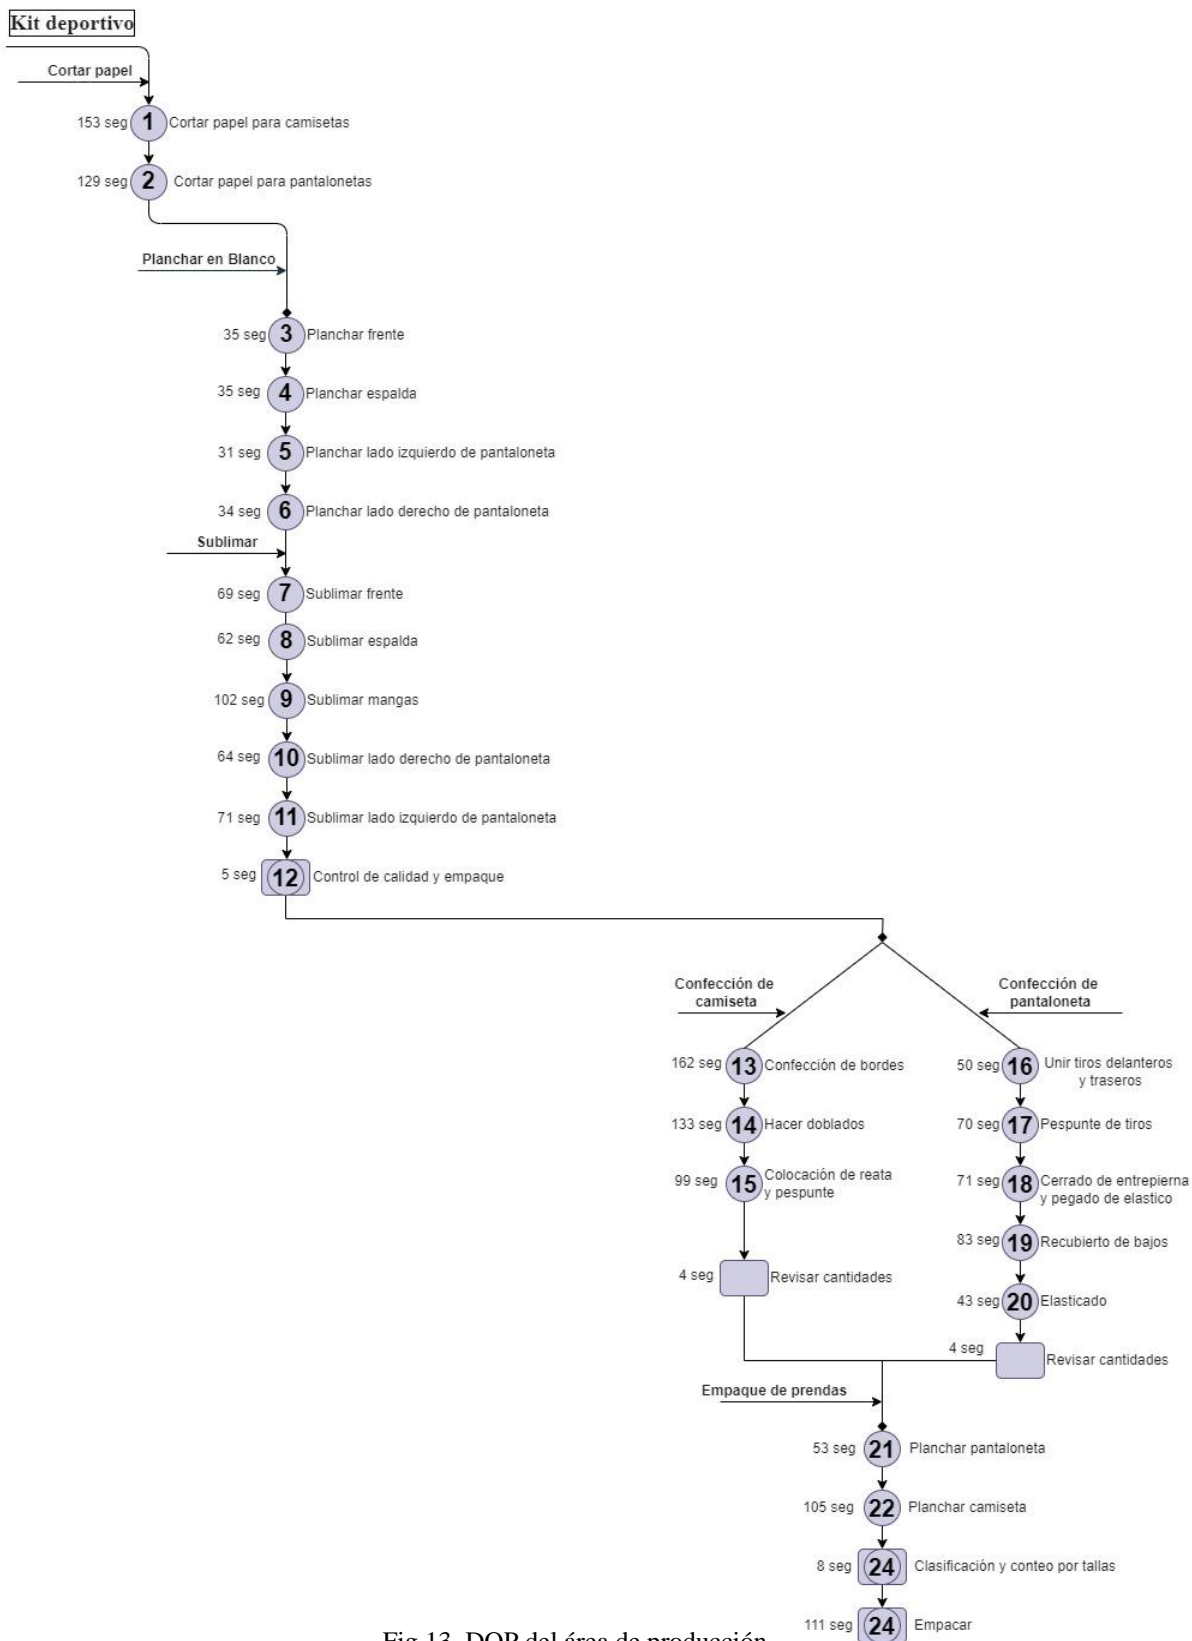 Kit deportivo
Cortar papel
153 seg 1 Cortar papel para camisetas
129 seg 2 Cortar papel para pantalonetas
Planchar en Blanco
35 seg 3 Planchar frente
35 seg 4 Planchar espalda
31 seg 5 Planchar lado izquierdo de pantaloneta
34 seg 6 Planchar lado derecho de pantaloneta
Sublimar
69 seg 7 Sublimar frente
62 seg 8 Sublimar espalda
102 seg 9 Sublimar mangas
64 seg 10 Sublimar lado derecho de pantaloneta
71 seg 11 Sublimar lado izquierdo de pantaloneta
5 seg 12 Control de calidad y empaque
Confección de
camiseta
162 seg 13 Confección de bordes
133 seg 14 Hacer doblados
99 seg 15 Colocación de reata
y pespunte
4 seg Revisar cantidades
Confección de
pantaloneta
50 seg 16 Unir tiros delanteros
y traseros
70 seg 17 Pespunte de tiros
71 seg 18 Cerrado de entrepierna
y pegado de elastico
83 seg 19 Recubierto de bajos
43 seg 20 Elasticado
4 seg Revisar cantidades
Empaque de prendas
53 seg 21 Planchar pantaloneta
105 seg 22 Planchar camiseta
8 seg 24 Clasificación y conteo por tallas
111 seg 24 Empacar
Fig 13. DOP del área de producción